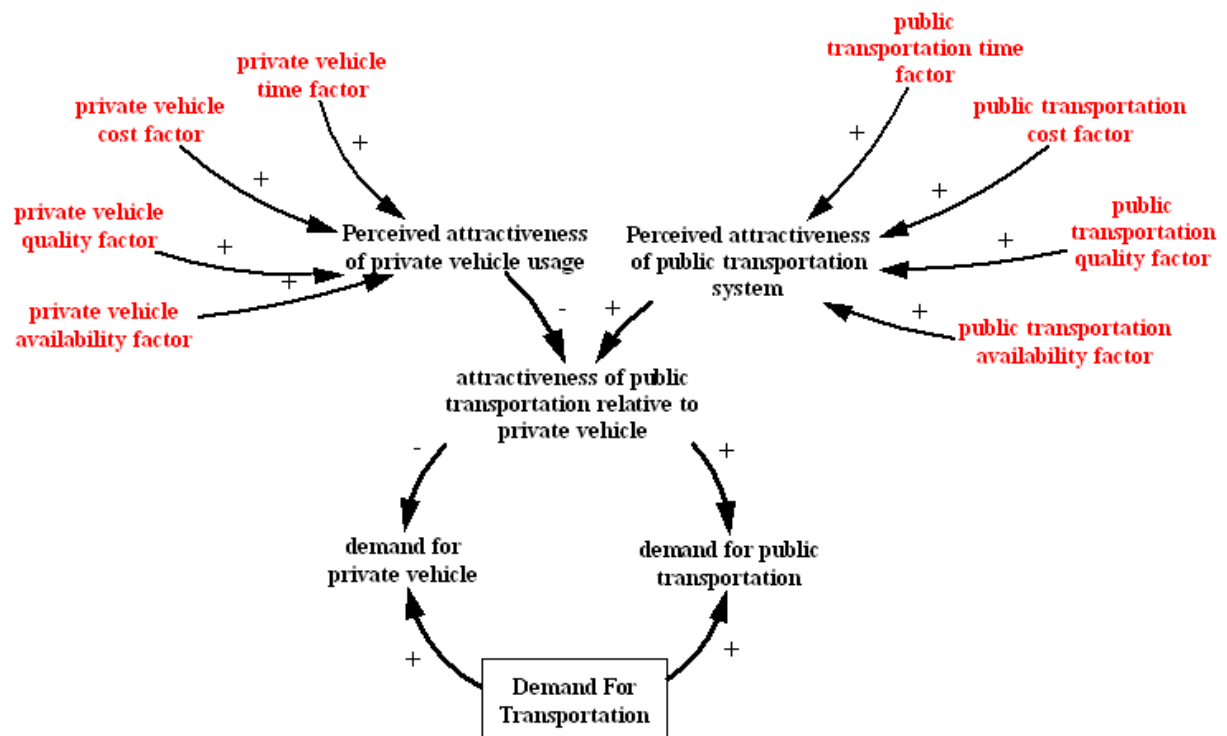 public
transportation time
factor
private vehicle
time factor
private vehicle
cost factor
public transportation
cost factor
+
+
+
+
private vehicle
quality factor
public
transportation
quality factor
+
+
Perceived attractiveness
of private vehicle usage
Perceived attractiveness
of public transportation
system
+
private vehicle
availability factor
-
+
+
public transportation
availability factor
attractiveness of public
transportation relative to
private vehicle
-
+
demand for
private vehicle
demand for public
transportation
+
+
Demand For
Transportation